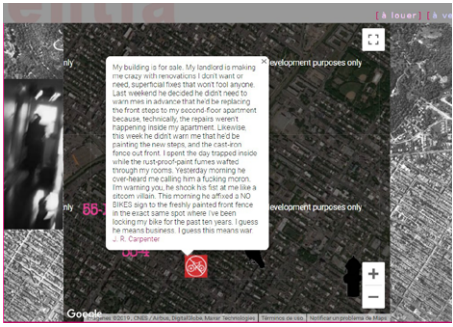 entia
[ à louer ] [ à ve
only
evelopment purposes only
My building is for sale. My landlord is making
me crazy with renovations I don't want or
need, superficial fixes that won't fool anyone.
Last weekend he decided he didn't need to
warn mes in advance that he'd be replacing
the front steps to my second-floor apartment
because, technically, the repairs weren't
happening inside my apartment. Likewise,
this week he didn't warn me that he'd be
painting the new steps, and the cast-iron
fence out front. I spent the day trapped inside
while the rust-proof-paint fumes wafted
through my rooms. Yesterday morning he
over-heard me calling him a fucking moron.
I'm warning you, he shook his fist at me like a
sitcom villain. This morning he affixed a NO
BIKES sign to the freshly painted front fence
in the exact same spot where I've been
locking my bike for the past ten years. I guess
he means business. I guess this means war.
J. R. Carpenter
only
evelopment purposes only
Google
Imágenes ©2019 , CNES / Airbus, DigitalGlobe, Maxar Technologies
Términos de uso
Notificar un problema de Maps